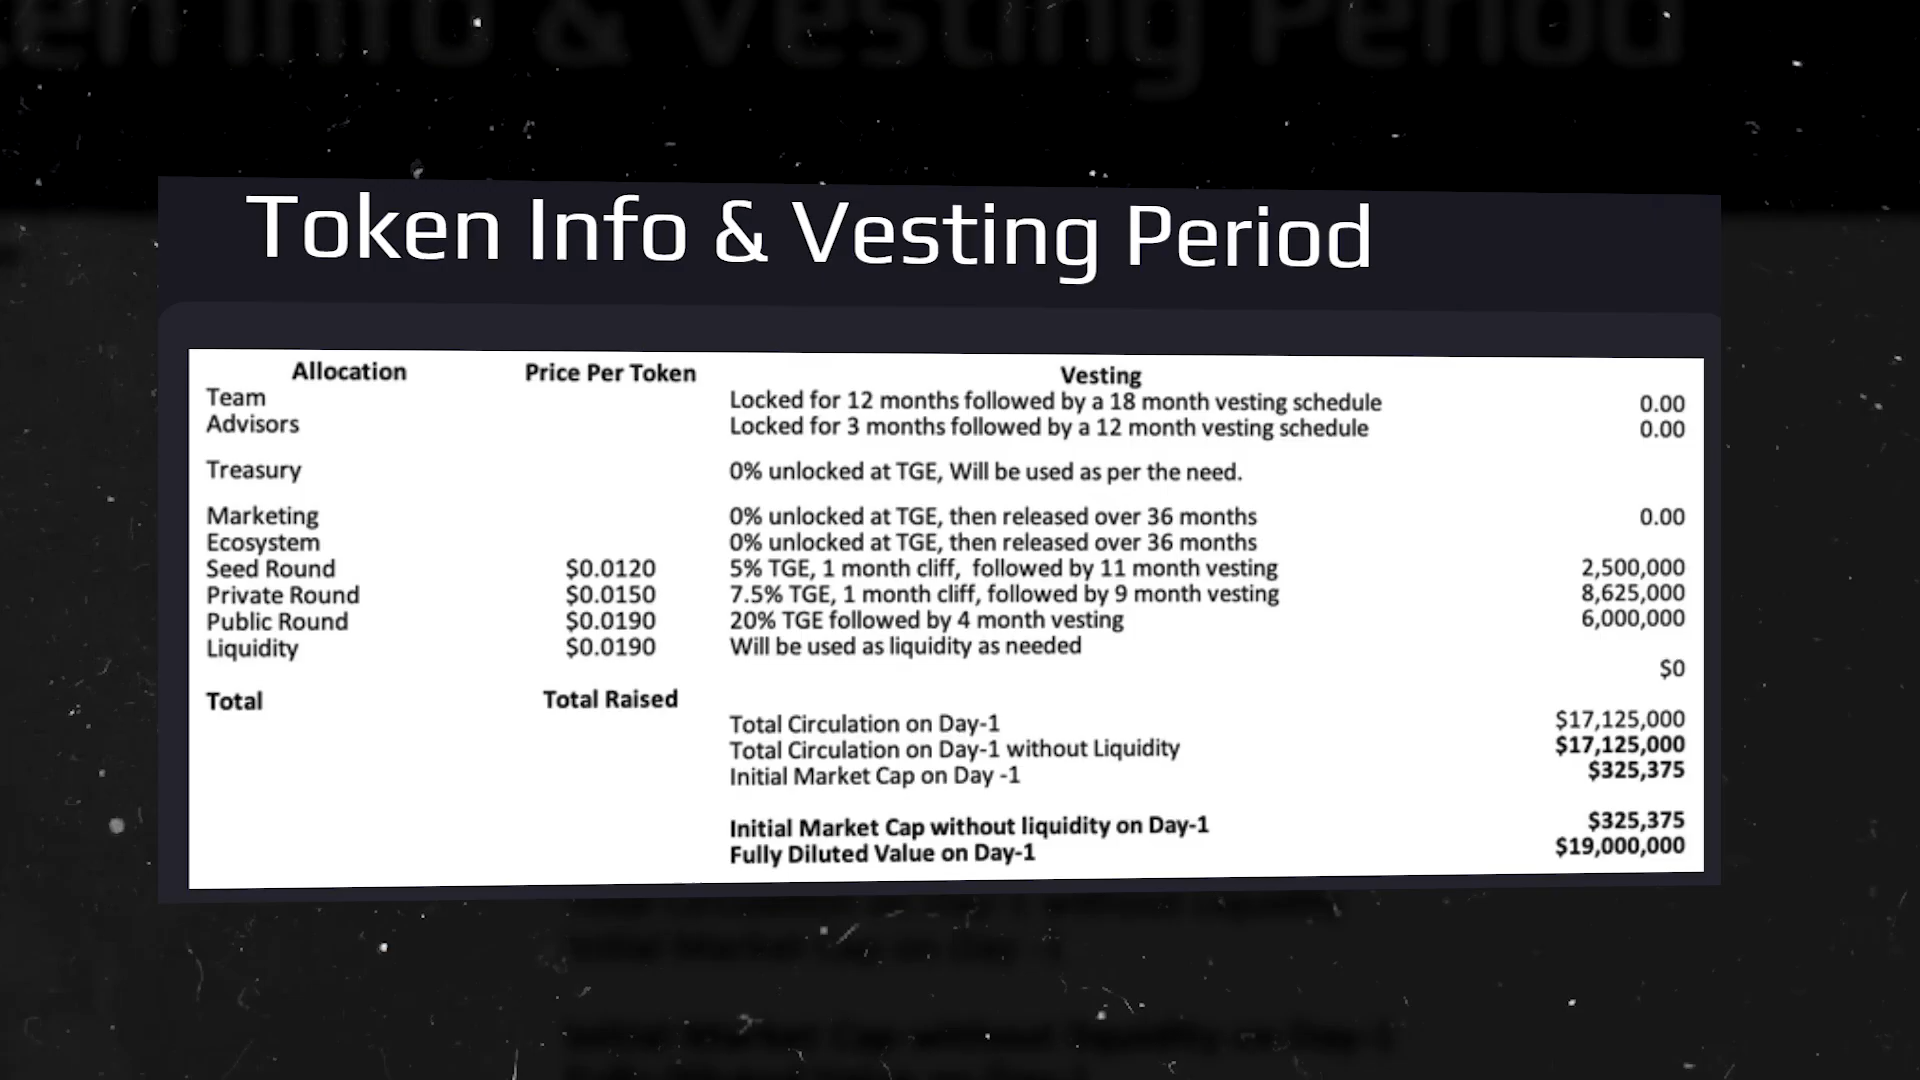 Token Info & Vesting Period
Allocation Price Per Token Vesting
Team Locked for 12 months followed by a 18 month vesting schedule 0.00
Advisors Locked for 3 months followed by a 12 month vesting schedule 0.00
Treasury 0% unlocked at TGE, Will be used as per the need.
Marketing 0% unlocked at TGE, then released over 36 months 0.00
Ecosystem 0% unlocked at TGE, then released over 36 months
Seed Round $0.0120 5% TGE, 1 month cliff, followed by 11 month vesting 2,500,000
Private Round $0.0150 7.5% TGE, 1 month cliff, followed by 9 month vesting 8,625,000
Public Round $0.0190 20% TGE followed by 4 month vesting 6,000,000
Liquidity $0.0190 Will be used as liquidity as needed
$0
Total Total Raised
Total Circulation on Day-1 $17,125,000
Total Circulation on Day-1 without Liquidity $17,125,000
Initial Market Cap on Day -1 $325,375
Initial Market Cap without liquidity on Day-1 $325,375
Fully Diluted Value on Day-1 $19,000,000